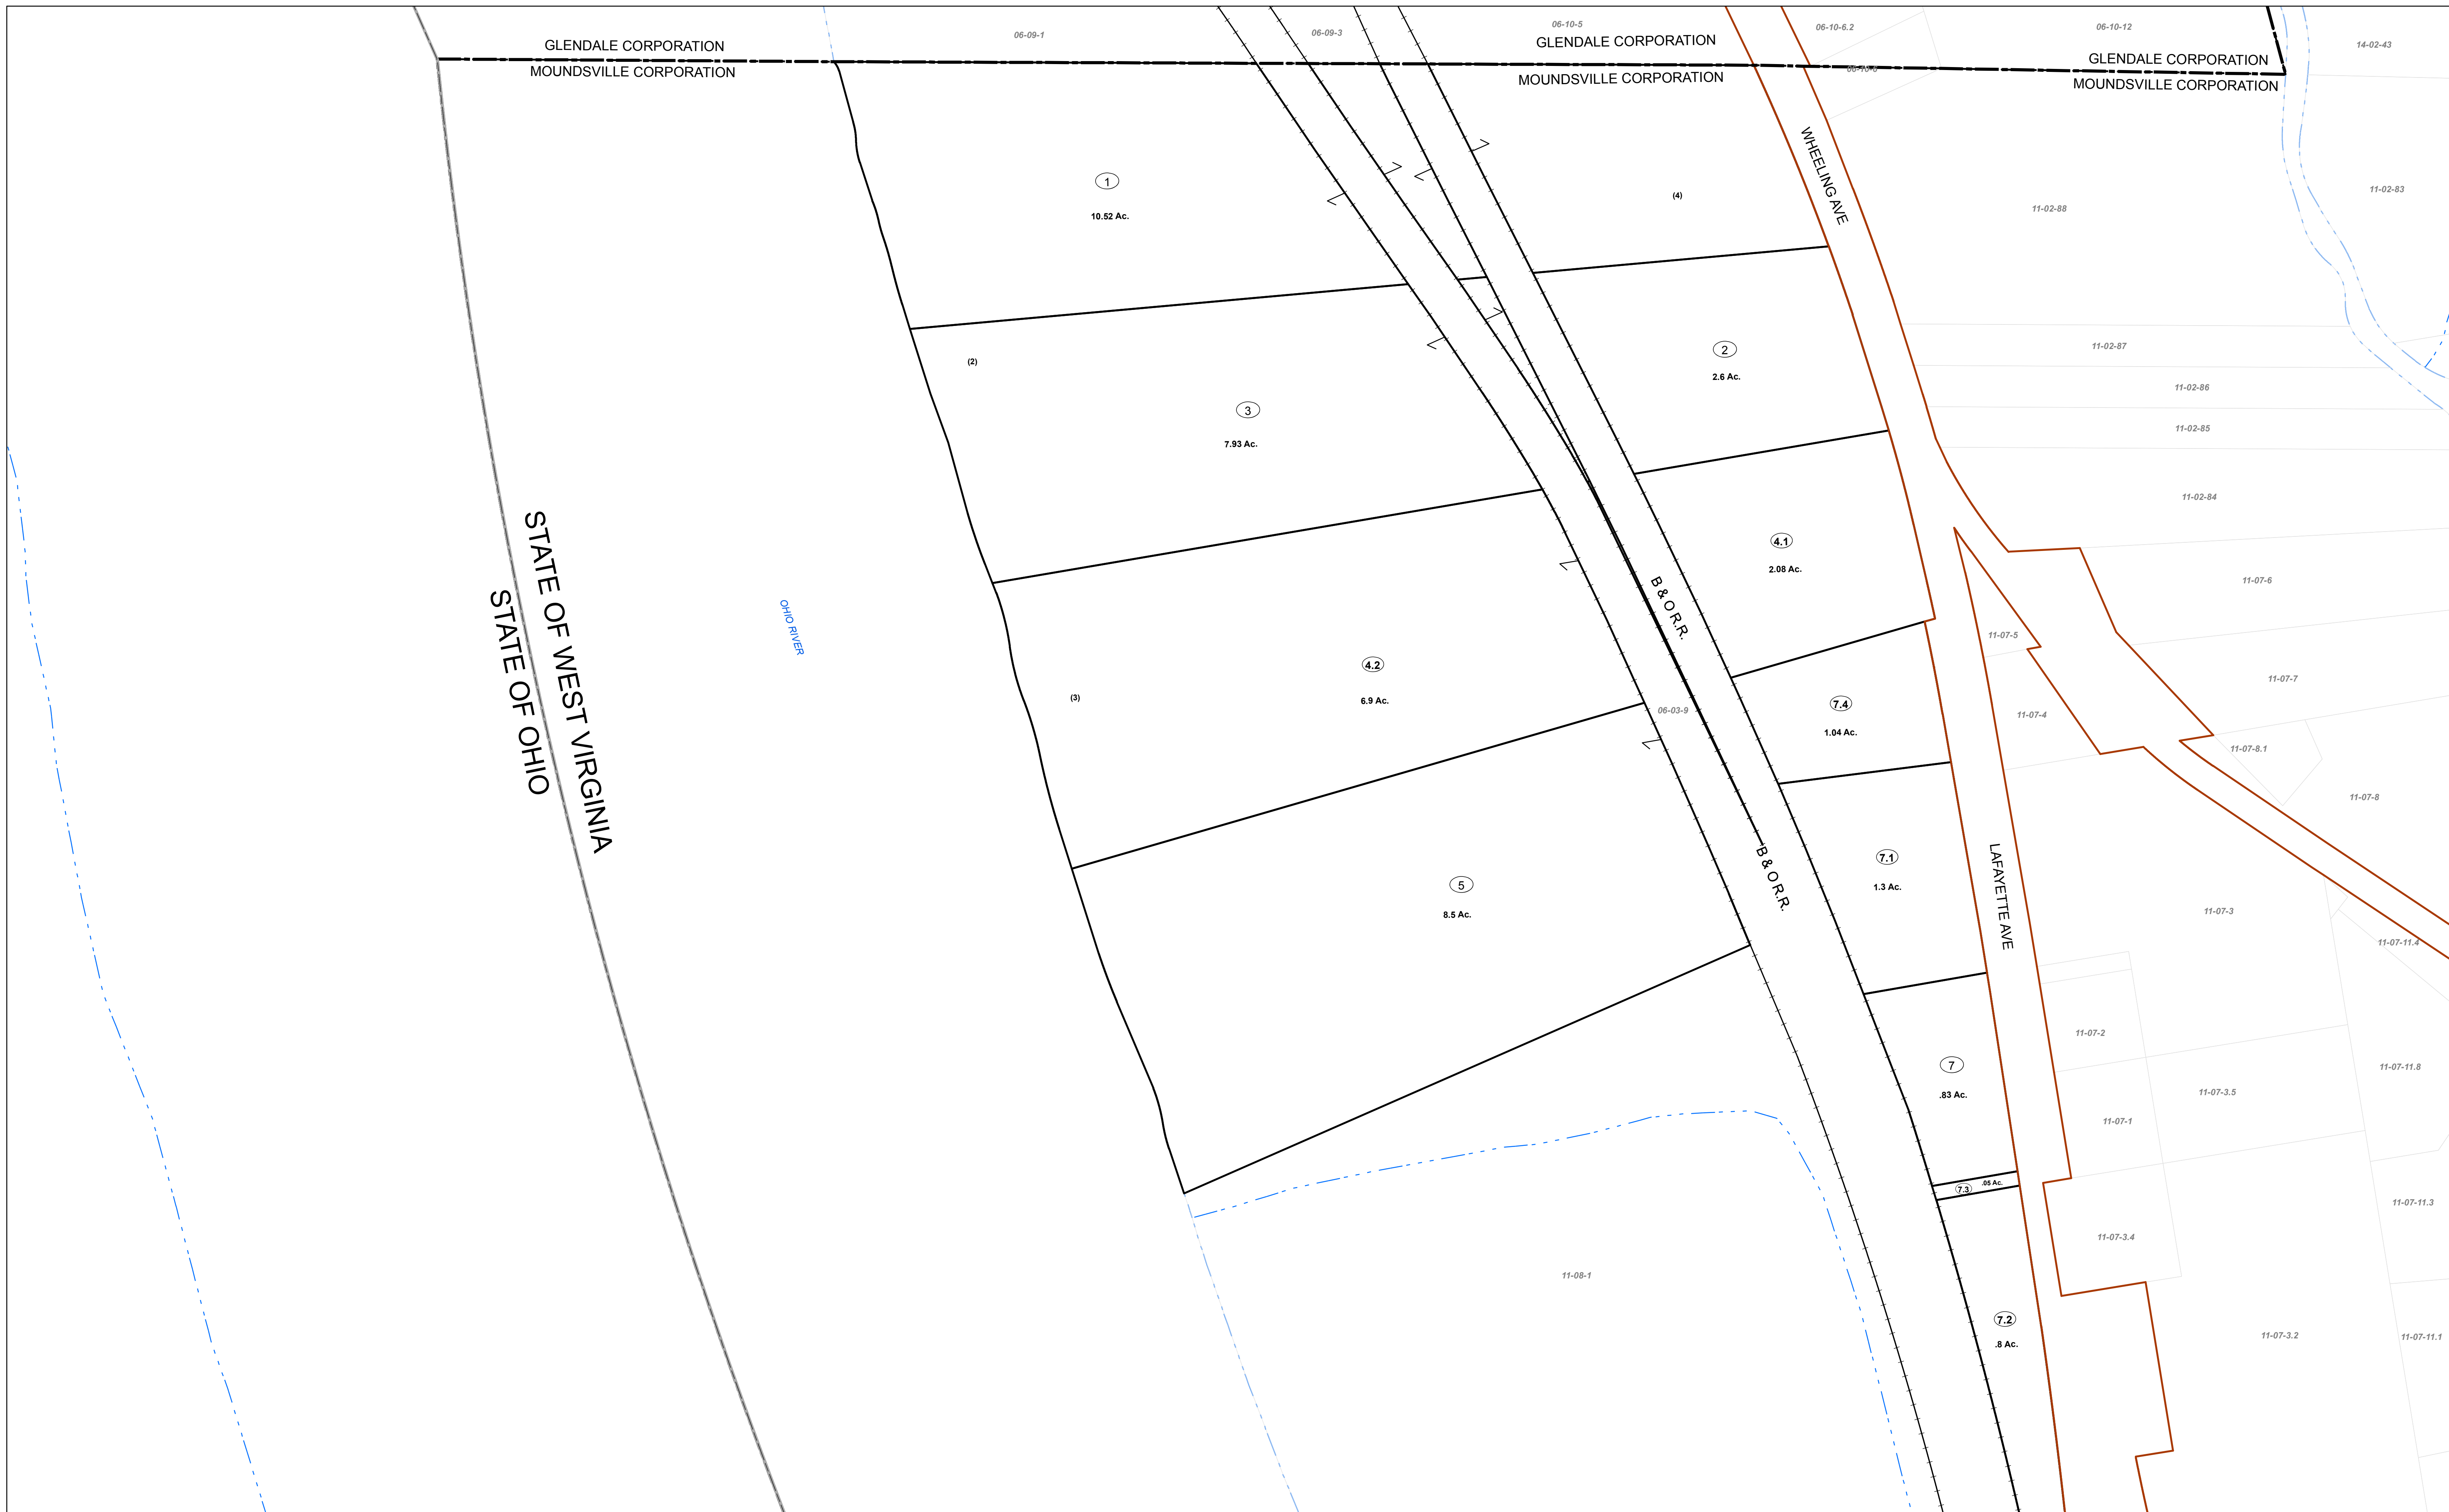 06-09-1
06-09-3
06-10-5
06-10-6.2
06-10-12
14-02-43
GLENDALE CORPORATION
MOUNDSVILLE CORPORATION
GLENDALE CORPORATION
MOUNDSVILLE CORPORATION
GLENDALE CORPORATION
MOUNDSVILLE CORPORATION
WHEELING AVE
1
10.52 Ac.
(4)
11-02-88
11-02-83
(2)
3
7.93 Ac.
2
2.6 Ac.
11-02-87
11-02-86
11-02-85
11-02-84
STATE OF WEST VIRGINIA
STATE OF OHIO
OHIO RIVER
4.1
2.08 Ac.
B & O R.R.
11-07-6
11-07-5
(3)
4.2
6.9 Ac.
06-03-9
7.4
1.04 Ac.
11-07-4
11-07-7
11-07-8.1
11-07-8
5
8.5 Ac.
B & O R.R.
7.1
1.3 Ac.
LAFAYETTE AVE
11-07-3
11-07-11.4
11-07-2
7
.83 Ac.
11-07-11.8
11-07-3.5
11-07-1
7.3
.05 Ac.
11-07-11.3
11-07-3.4
11-08-1
7.2
.8 Ac.
11-07-3.2
11-07-11.1